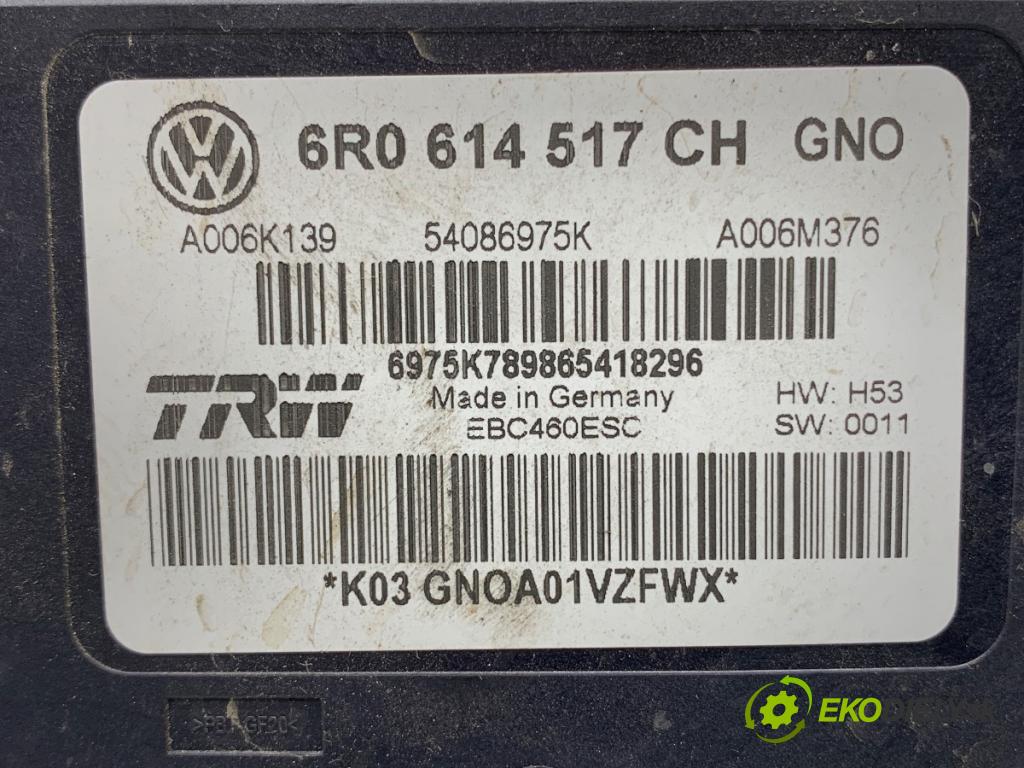 6R0 614 517 CH GNO
A006K139 54086975K A006M376
6975K789865418296
TRW Made in Germany HW: H53
EBC460ESC SW: 0011
*K03 GNOA01VZFWX*
EKO